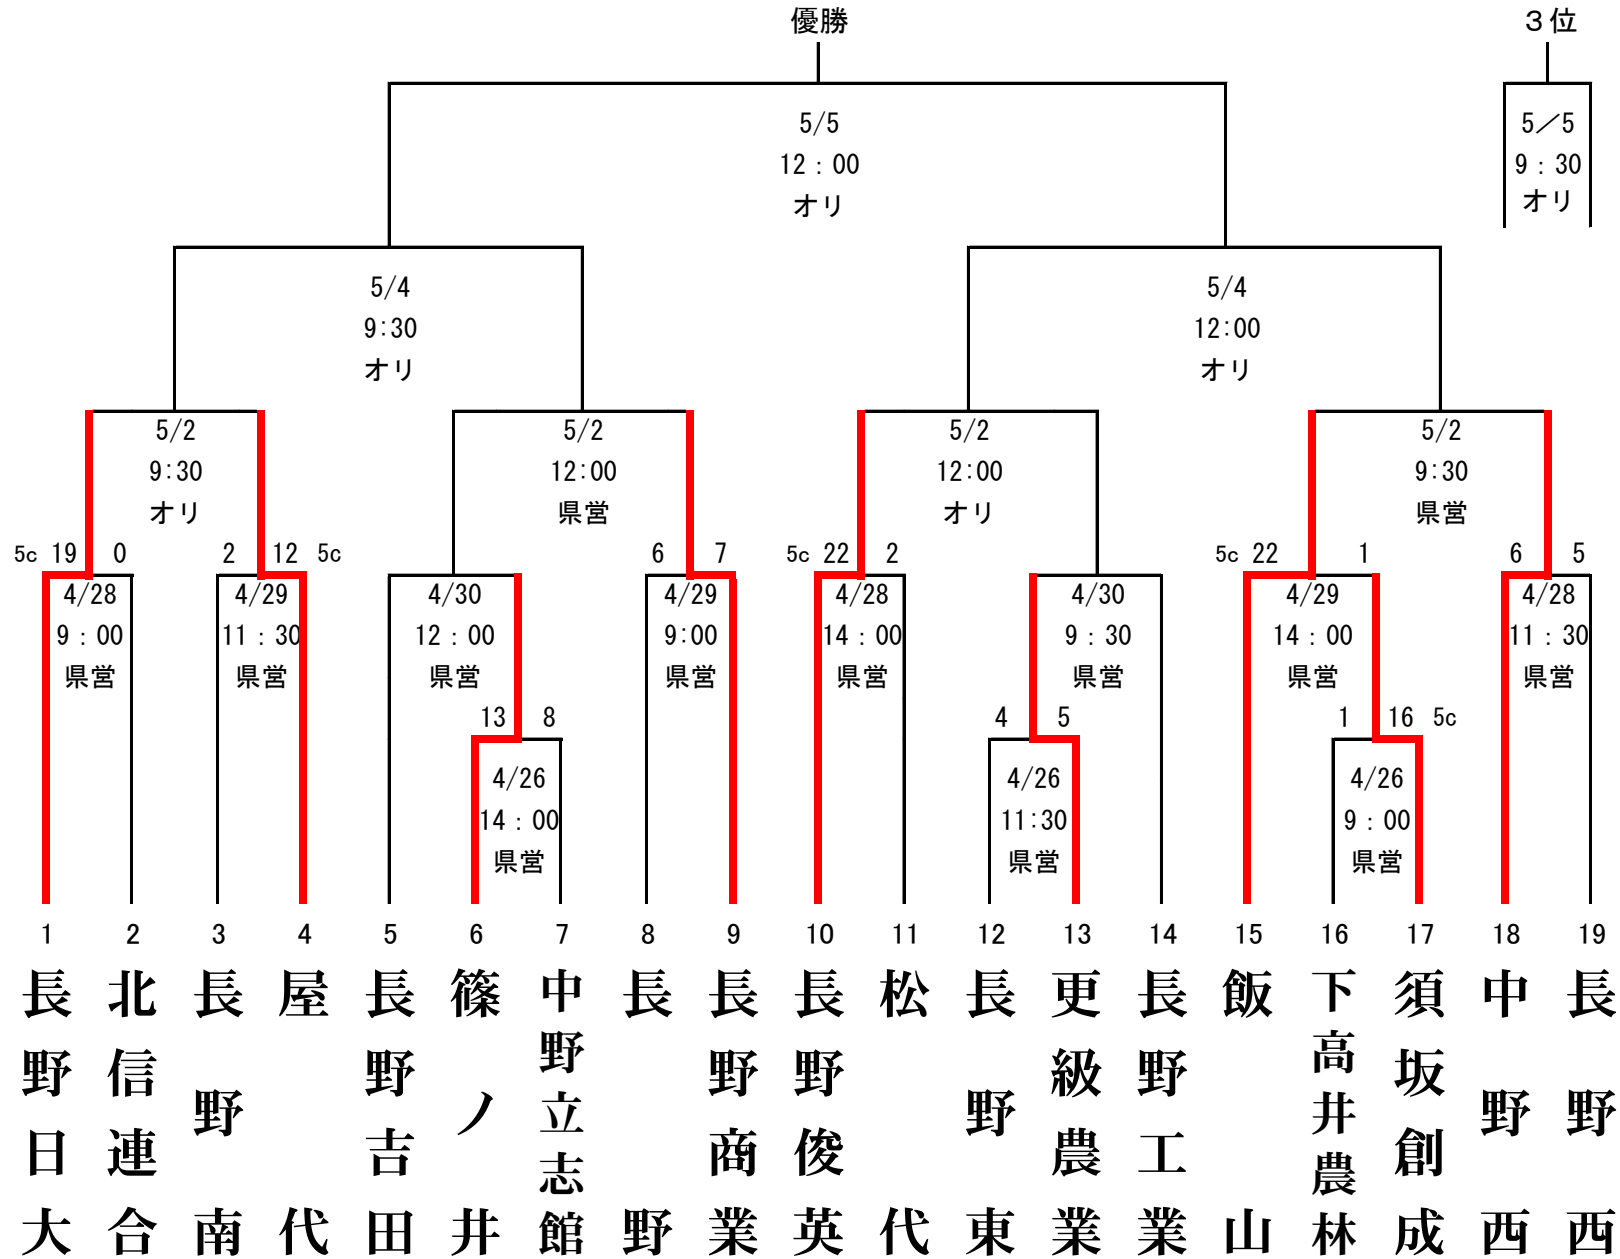 優勝
３位
5/5
12：00
オリ
5／5
9：30
オリ
5/4
9:30
オリ
5/4
12:00
オリ
5/2
9:30
オリ
5/2
12:00
県営
5/2
12:00
オリ
5/2
9:30
県営
5c 19 0
2 12 5c
6 7
5c 22 2
5c 22 1
6 5
4/28
9：00
県営
4/29
11：30
県営
4/30
12：00
県営
4/29
9:00
県営
4/28
14：00
県営
4/30
9：30
県営
4/29
14：00
県営
4/28
11：30
県営
13 8
4 5
1 16 5c
4/26
14：00
県営
4/26
11:30
県営
4/26
9：00
県営
1 2 3 4 5 6 7 8 9 10 11 12 13 14 15 16 17 18 19
長野日大
北信連合
長野南
屋代
長野吉田
篠ノ井
中野立志館
長野
長野商業
長野俊英
松代
長野東
更級農業
長野工業
飯山
下高井農林
須坂創成
中野西
長野西